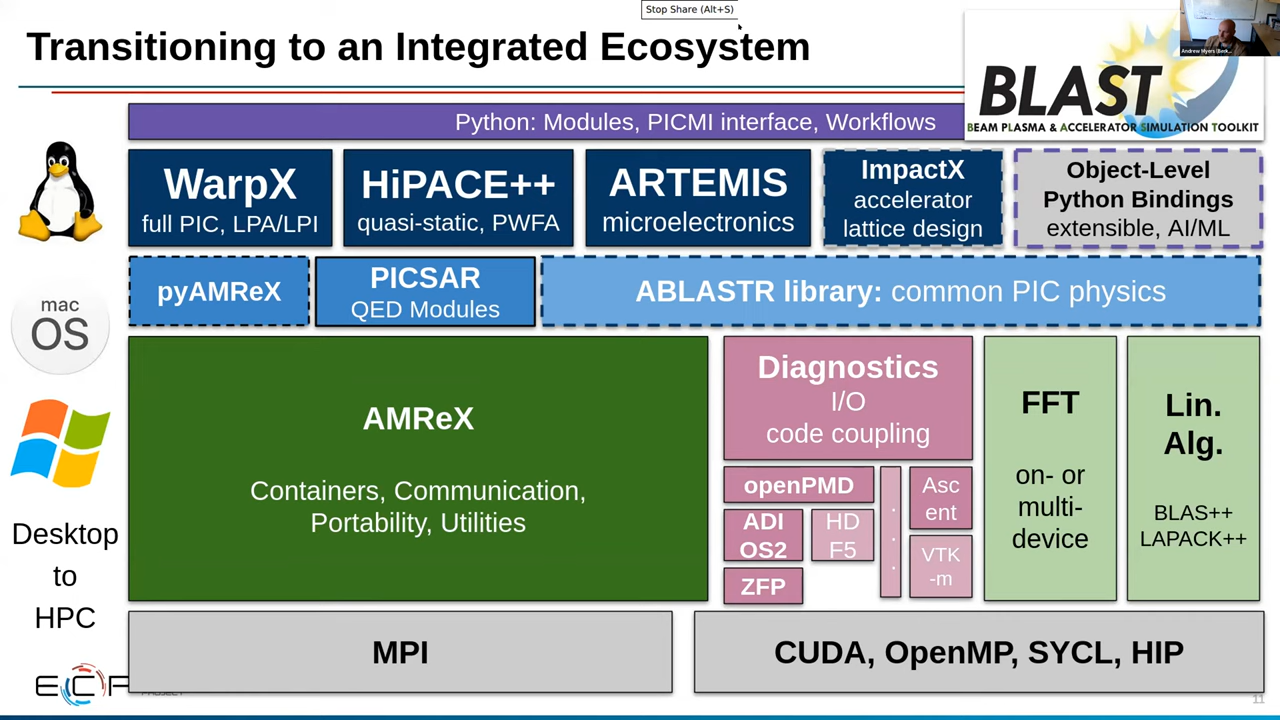 Stop Share (Alt+S)
Transitioning to an Integrated Ecosystem
BLAST
BEAM PLASMA & ACCELERATOR SIMULATION TOOLKIT
Python: Modules, PICMI interface, Workflows
WarpX
full PIC, LPA/LPI
HiPACE++
quasi-static, PWFA
ARTEMIS
microelectronics
ImpactX
accelerator
lattice design
Object-Level
Python Bindings
extensible, AI/ML
pyAMReX
PICSAR
QED Modules
ABLASTR library: common PIC physics
mac
OS
Desktop
to
HPC
AMReX
Containers, Communication,
Portability, Utilities
Diagnostics
I/O
code coupling
openPMD
ADI
OS2
HD
F5
ZFP
.
.
.
Asc
ent
VTK
-m
FFT
on- or
multi-
device
Lin.
Alg.
BLAS++
LAPACK++
MPI
CUDA, OpenMP, SYCL, HIP
ECP
11